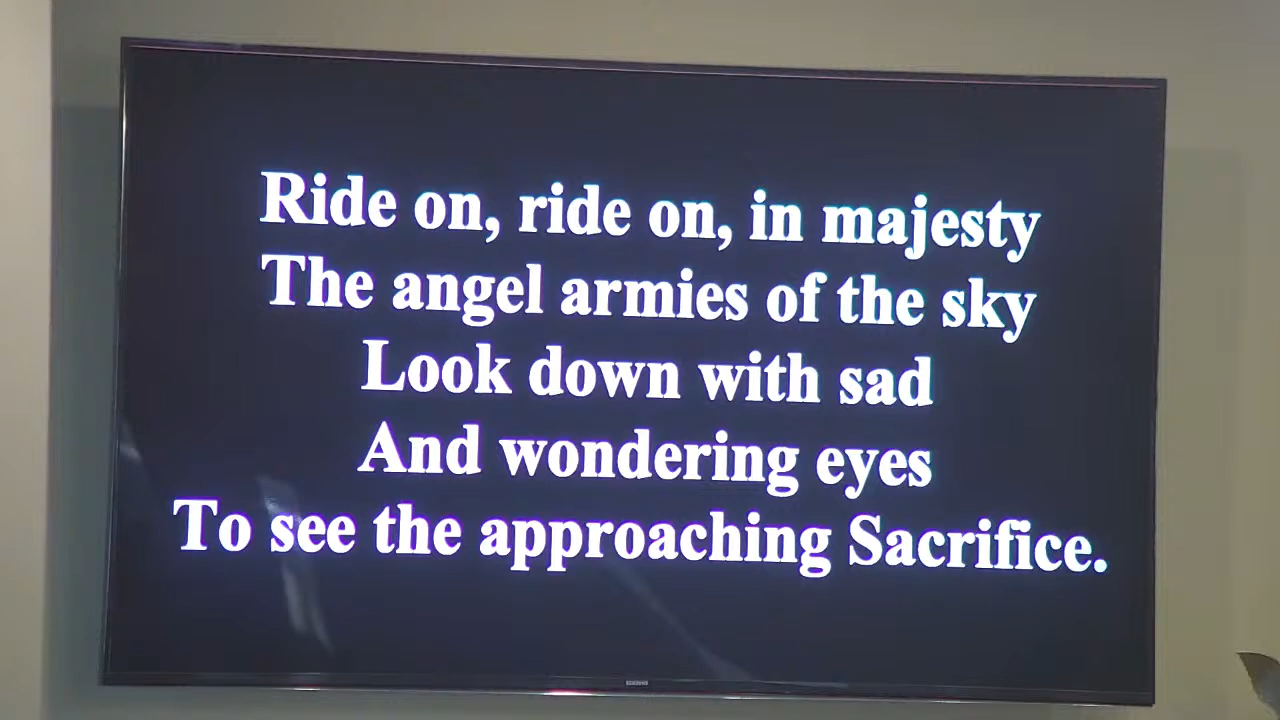 Ride on, ride on, in majesty
The angel armies of the sky
Look down with sad
And wondering eyes
To see the approaching Sacrifice.
SAMSUNG